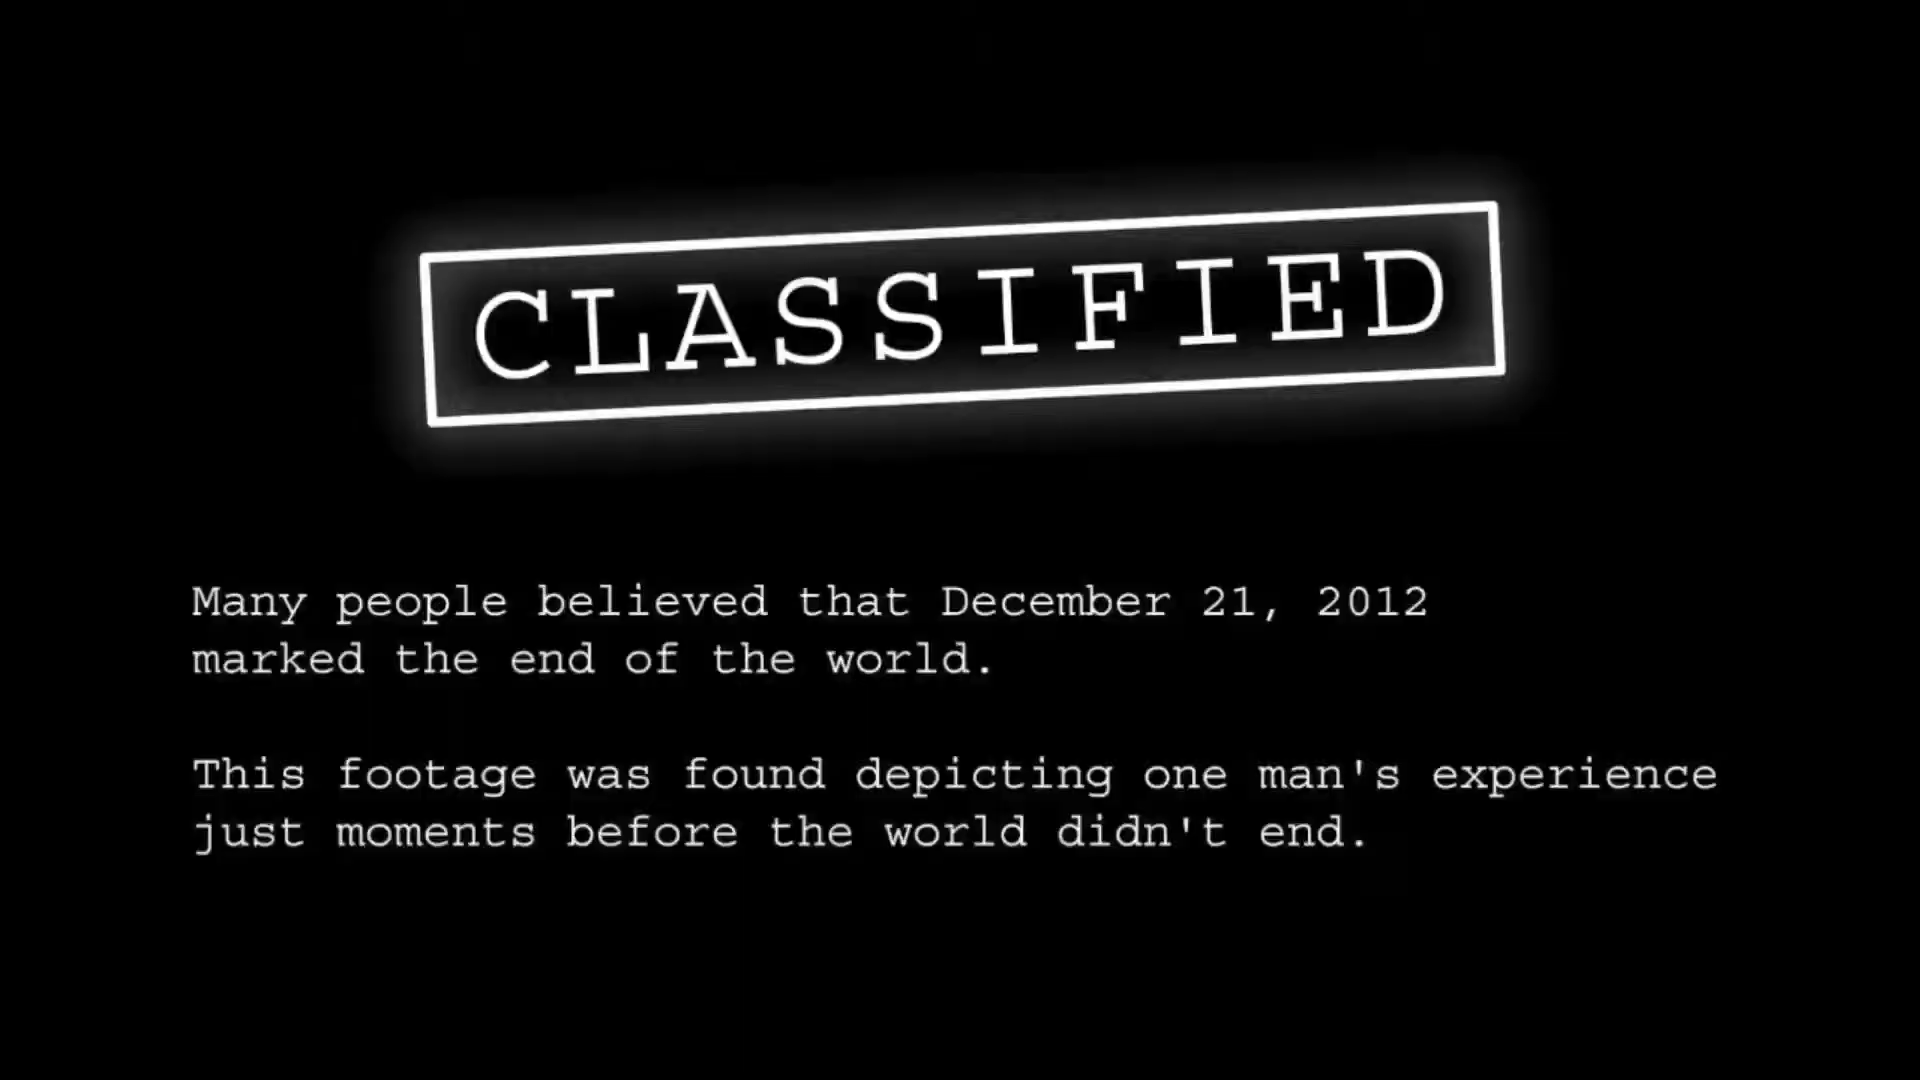 CLASSIFIED
Many people believed that December 21, 2012
marked the end of the world.
This footage was found depicting one man's experience
just moments before the world didn't end.